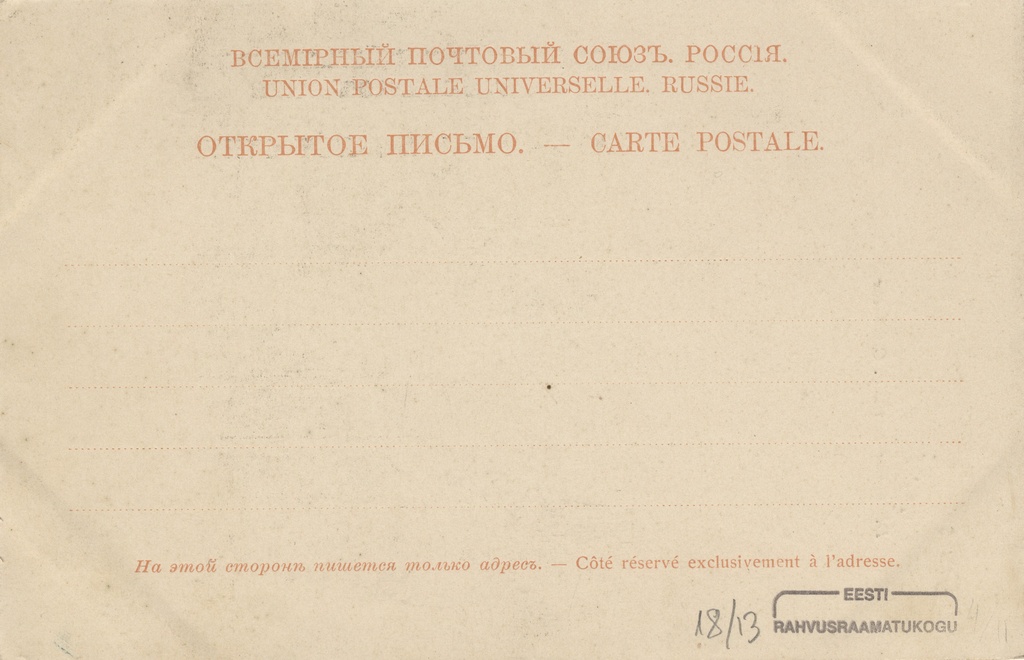 ВСЕМІРНЫЙ ПОЧТОВЫЙ СОЮЗЪ. РОССІЯ.
UNION POSTALE UNIVERSELLE. RUSSIE.
ОТКРЫТОЕ ПИСЬМО. — CARTE POSTALE.
На этой сторонѣ пишется только адресъ. — Côté réservé exclusivement à l'adresse.
18/13
EESTI
RAHVUSRAAMATUKOGU